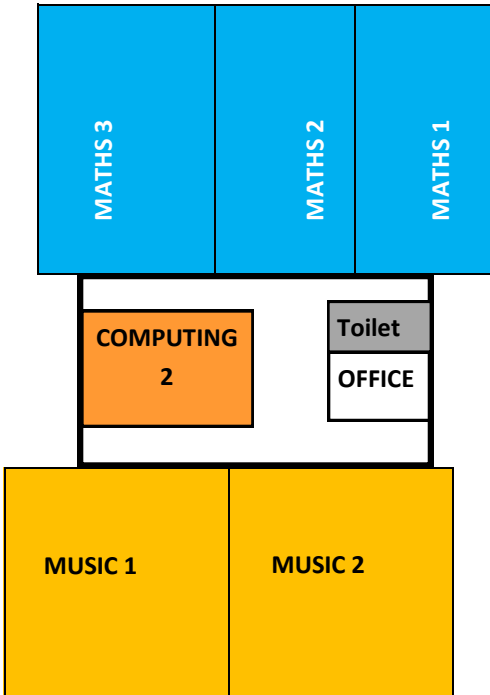 MATHS 3
MATHS 2
MATHS 1
COMPUTING
2
Toilet
OFFICE
MUSIC 1
MUSIC 2